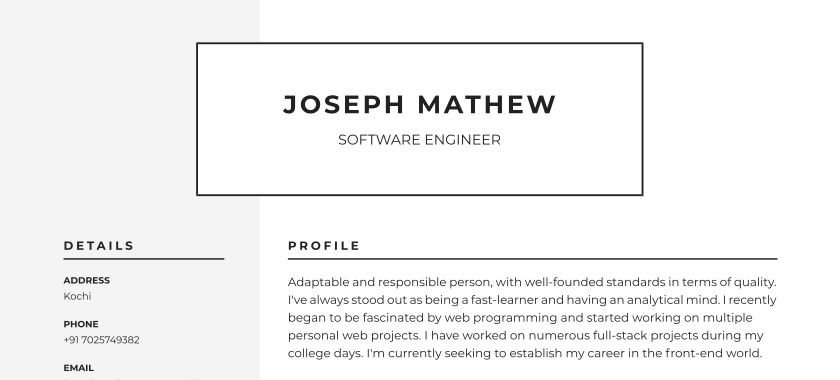 JOSEPH MATHEW
SOFTWARE ENGINEER
DETAILS
ADDRESS
Kochi
PHONE
+91 7025749382
EMAIL
PROFILE
Adaptable and responsible person, with well-founded standards in terms of quality.
I've always stood out as being a fast-learner and having an analytical mind. I recently
began to be fascinated by web programming and started working on multiple
personal web projects. I have worked on numerous full-stack projects during my
college days. I'm currently seeking to establish my career in the front-end world.